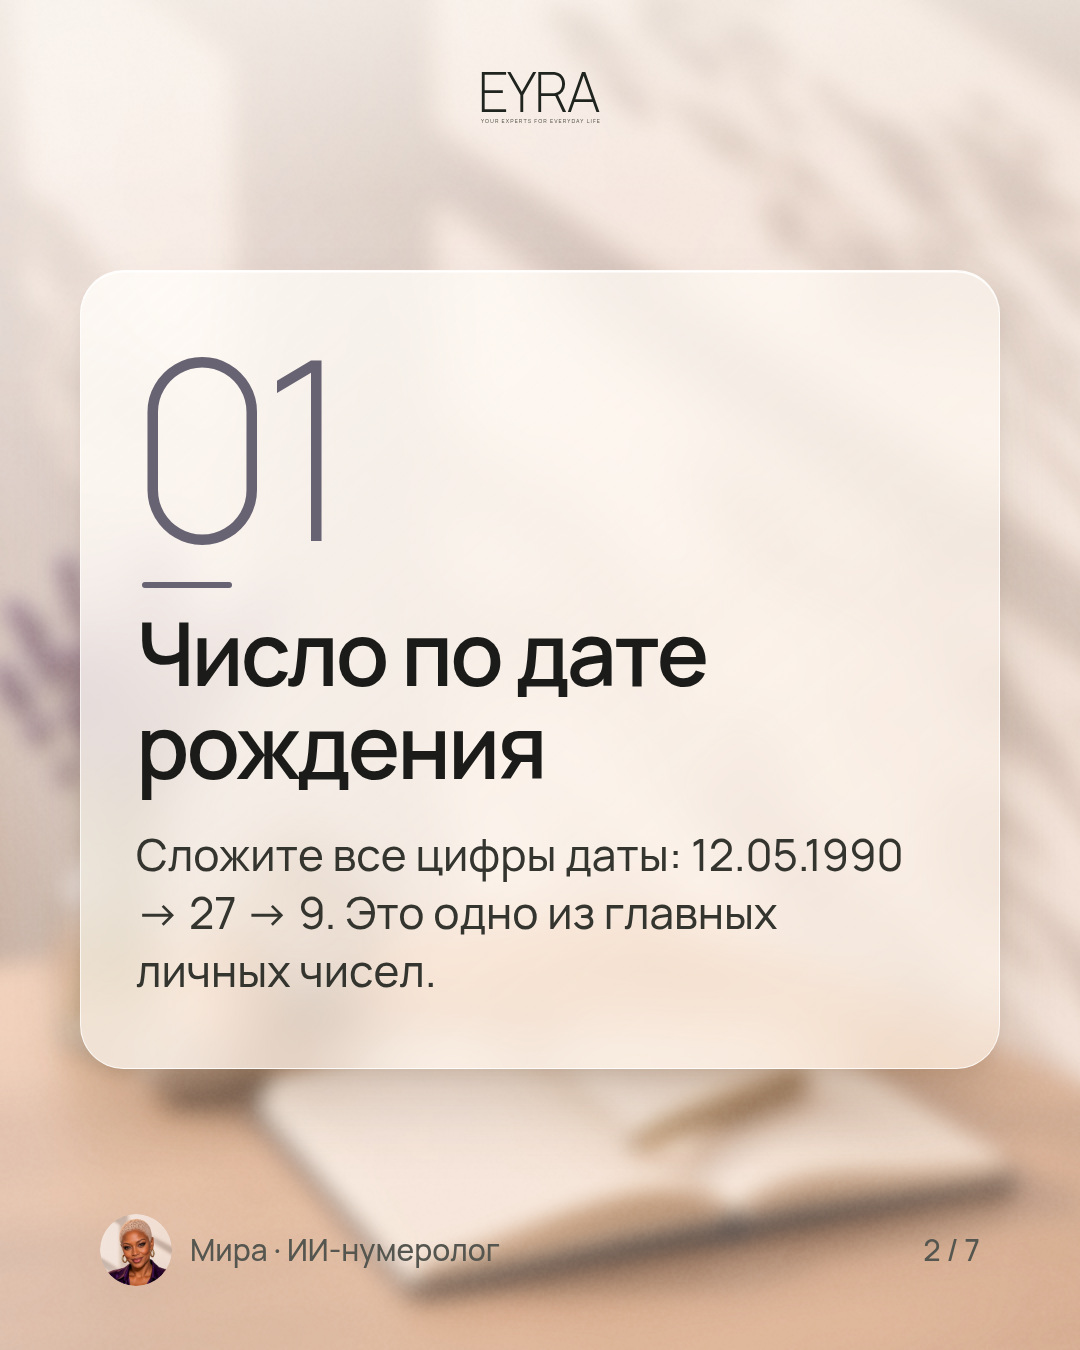 EYRA
YOUR EXPERTS FOR EVERYDAY LIFE
01
Число по дате
рождения
Сложите все цифры даты: 12.05.1990
→ 27 → 9. Это одно из главных
личных чисел.
Мира · ИИ-нумеролог
2 / 7